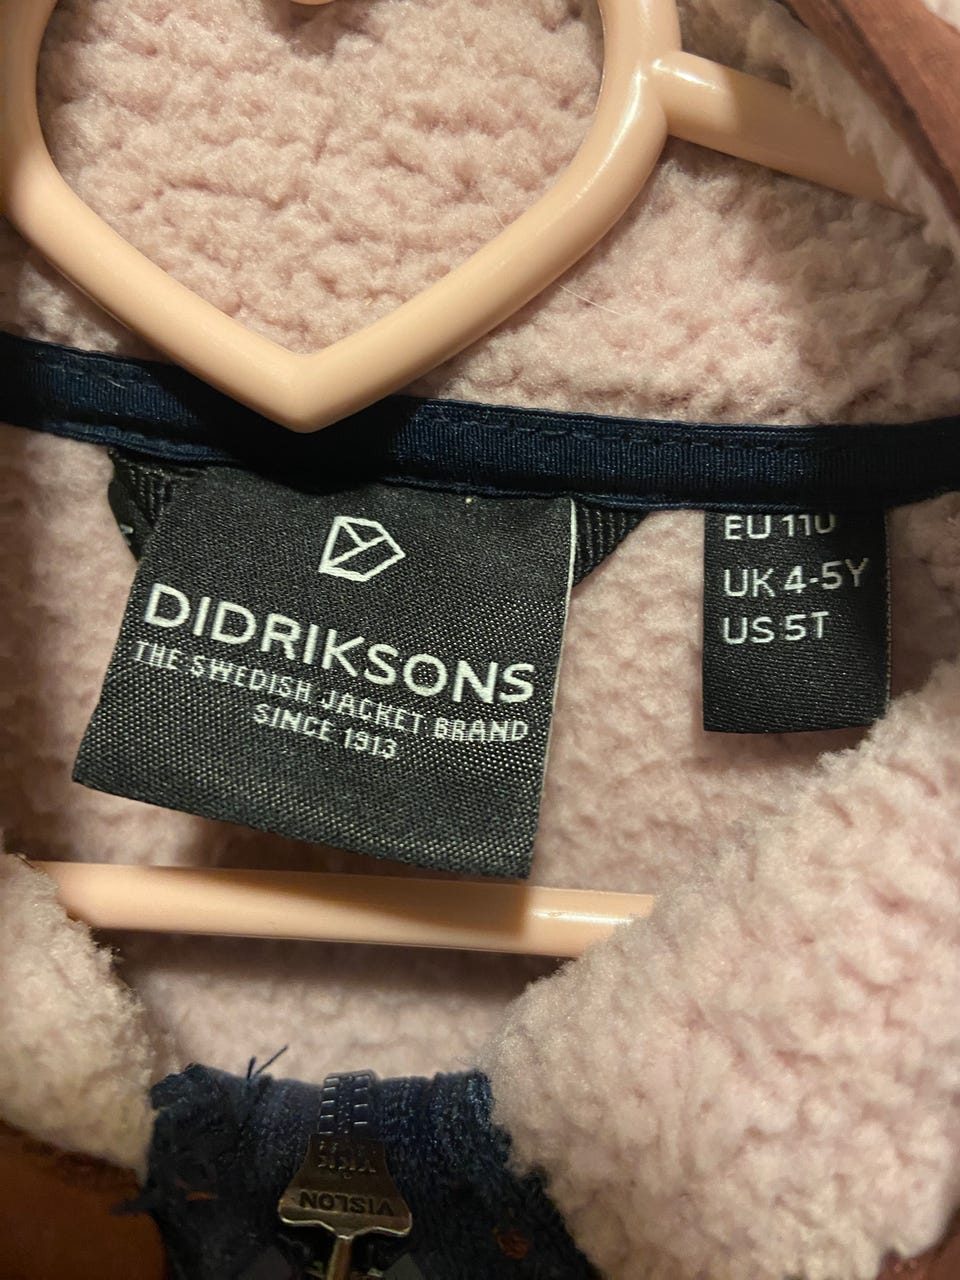 DIDRIKSONS
THE SWEDISH JACKET BRAND
SINCE 1913
EU 110
UK 4-5Y
US 5T
VISLON